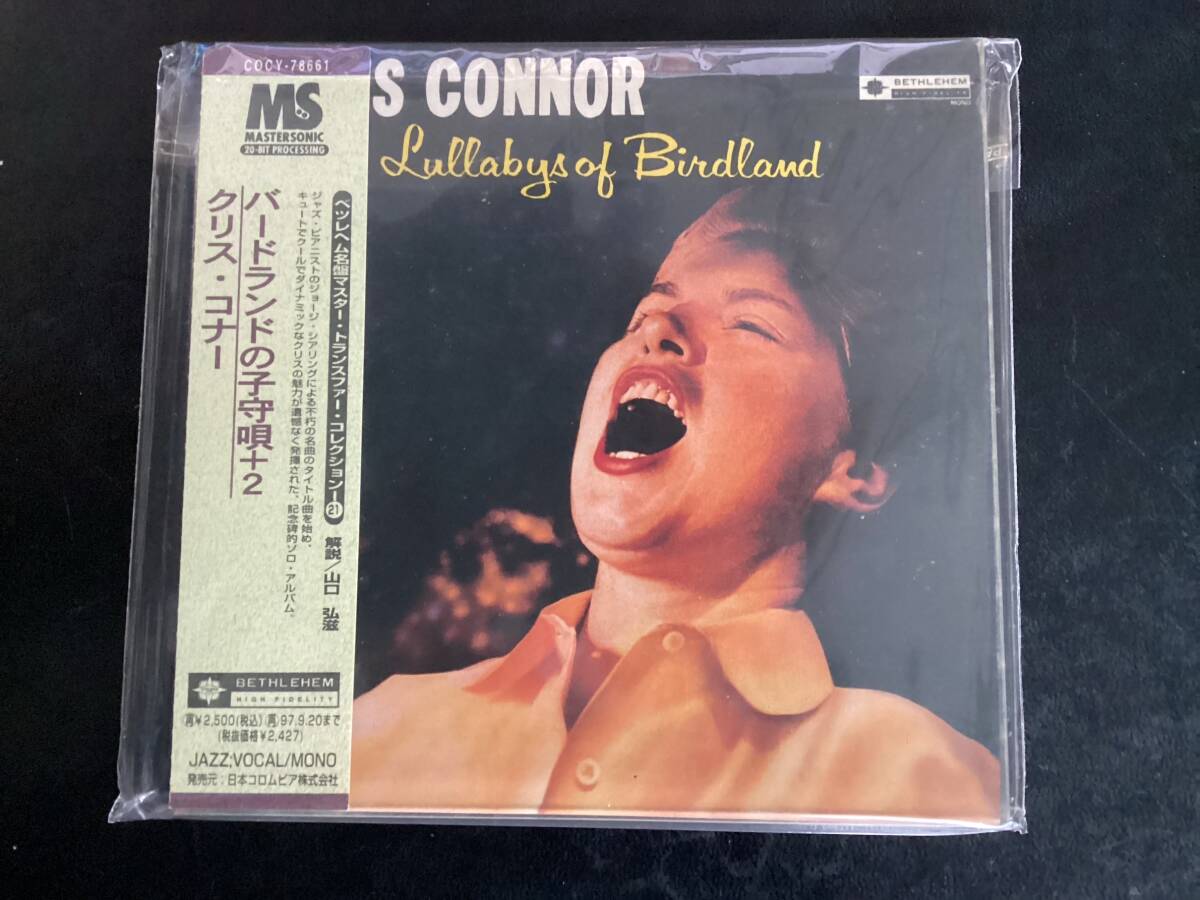 COCY-78661
MS
MASTERSONIC
20-BIT PROCESSING
S CONNOR
Lullabys of Birdland
BETHLEHEM
HIGH FIDELITY
MONO
ベツレヘム名盤マスター・トランスファー・コレクションー21 解説/山口 弘滋
ジャズ・ピアニストのジョージ・シアリングによる不朽の名曲のタイトル曲を始め、
キュートでクールでダイナミックなクリスの魅力が遺憾なく発揮された、記念碑的ソロ・アルバム。
バードランドの子守唄+2
クリス・コナー
BETHLEHEM
HIGH FIDELITY
再¥2,500(税込) 再'97.9.20まで
(税抜価格¥2,427)
JAZZ;VOCAL/MONO
発売元:日本コロムビア株式会社